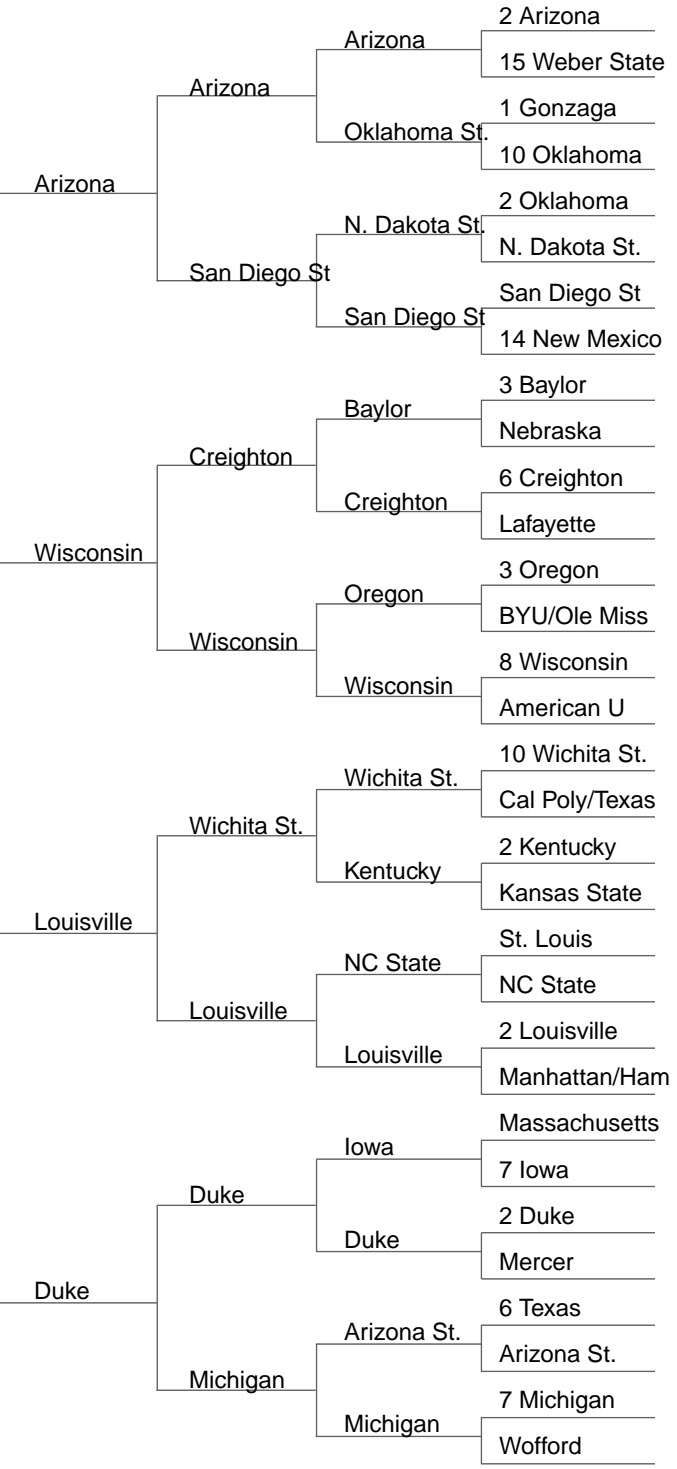 2 Arizona
Arizona
15 Weber State
Arizona
1 Gonzaga
Oklahoma St.
10 Oklahoma
Arizona
2 Oklahoma
N. Dakota St.
N. Dakota St.
San Diego St
San Diego St
San Diego St
14 New Mexico
3 Baylor
Baylor
Nebraska
Creighton
6 Creighton
Creighton
Lafayette
Wisconsin
3 Oregon
Oregon
BYU/Ole Miss
Wisconsin
8 Wisconsin
Wisconsin
American U
10 Wichita St.
Wichita St.
Cal Poly/Texas
Wichita St.
2 Kentucky
Kentucky
Kansas State
Louisville
St. Louis
NC State
NC State
Louisville
2 Louisville
Louisville
Manhattan/Ham
Massachusetts
Iowa
7 Iowa
Duke
2 Duke
Duke
Mercer
Duke
6 Texas
Arizona St.
Arizona St.
Michigan
7 Michigan
Michigan
Wofford